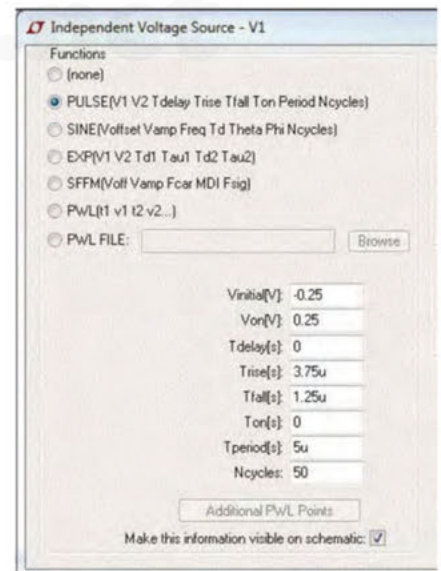 Independent Voltage Source - V1
Functions
(none)
PULSE(V1 V2 Tdelay Trise Tfall Ton Period Ncycles)
SINE(Voffset Vamp Freq Td Theta Phi Ncycles)
EXP(V1 V2 Td1 Tau1 Td2 Tau2)
SFFM(Voff Vamp Fcar MDI Fsig)
PWL(t1 v1 t2 v2...)
PWL FILE: Browse
Vinitial[V]: -0.25
Von[V]: 0.25
Tdelay[s]: 0
Trise[s]: 3.75u
Tfall[s]: 1.25u
Ton[s]: 0
Tperiod[s]: 5u
Ncycles: 50
Additional PWL Points
Make this information visible on schematic: